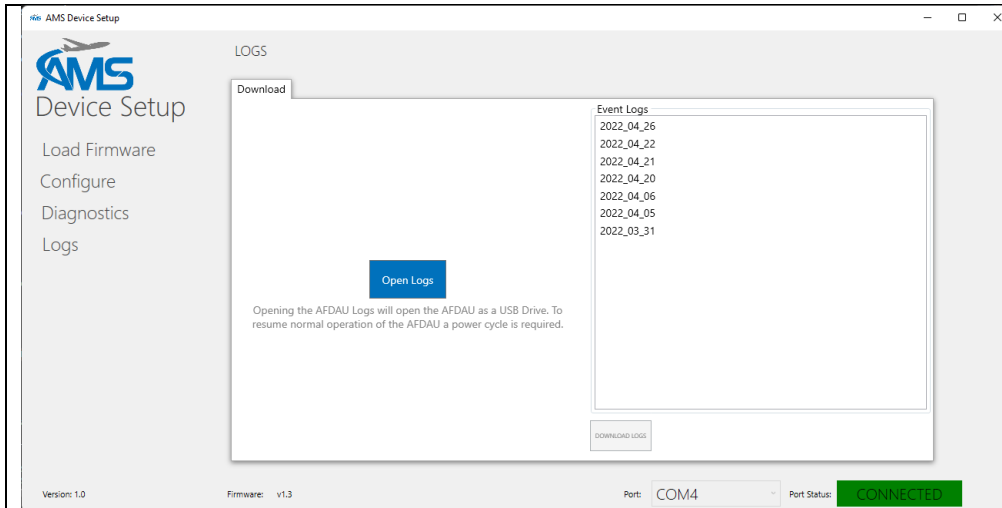 AMS AMS Device Setup
LOGS
AMS
Device Setup
Load Firmware
Configure
Diagnostics
Logs
Download
Open Logs
Opening the AFDAU Logs will open the AFDAU as a USB Drive. To
resume normal operation of the AFDAU a power cycle is required.
Event Logs
2022_04_26
2022_04_22
2022_04_21
2022_04_20
2022_04_06
2022_04_05
2022_03_31
DOWNLOAD LOGS
Version: 1.0
Firmware: v1.3
Port: COM4
Port Status: CONNECTED